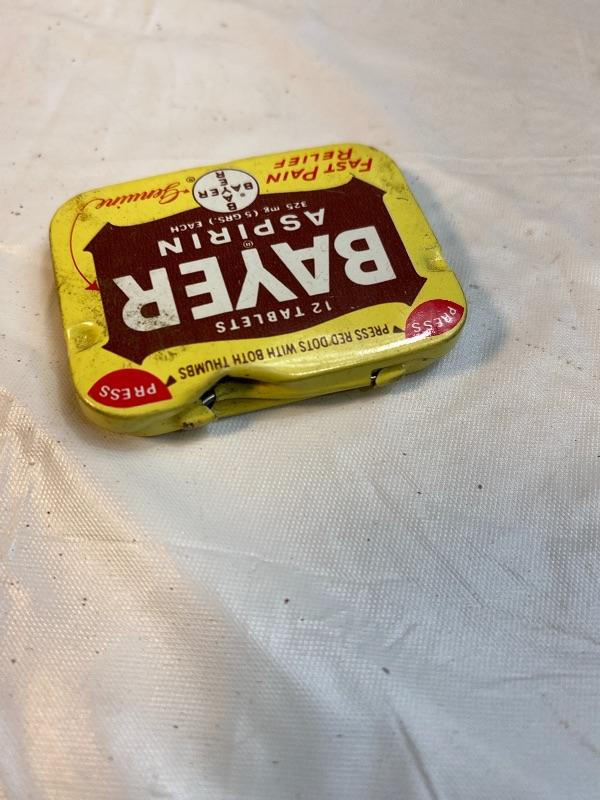 PRESS PRESS
PRESS RED DOTS WITH BOTH THUMBS
12 TABLETS
BAYER®
ASPIRIN
325 mg (5 GRS.) EACH
Genuine®
BAYER
BAYER®
FAST PAIN
RELIEF